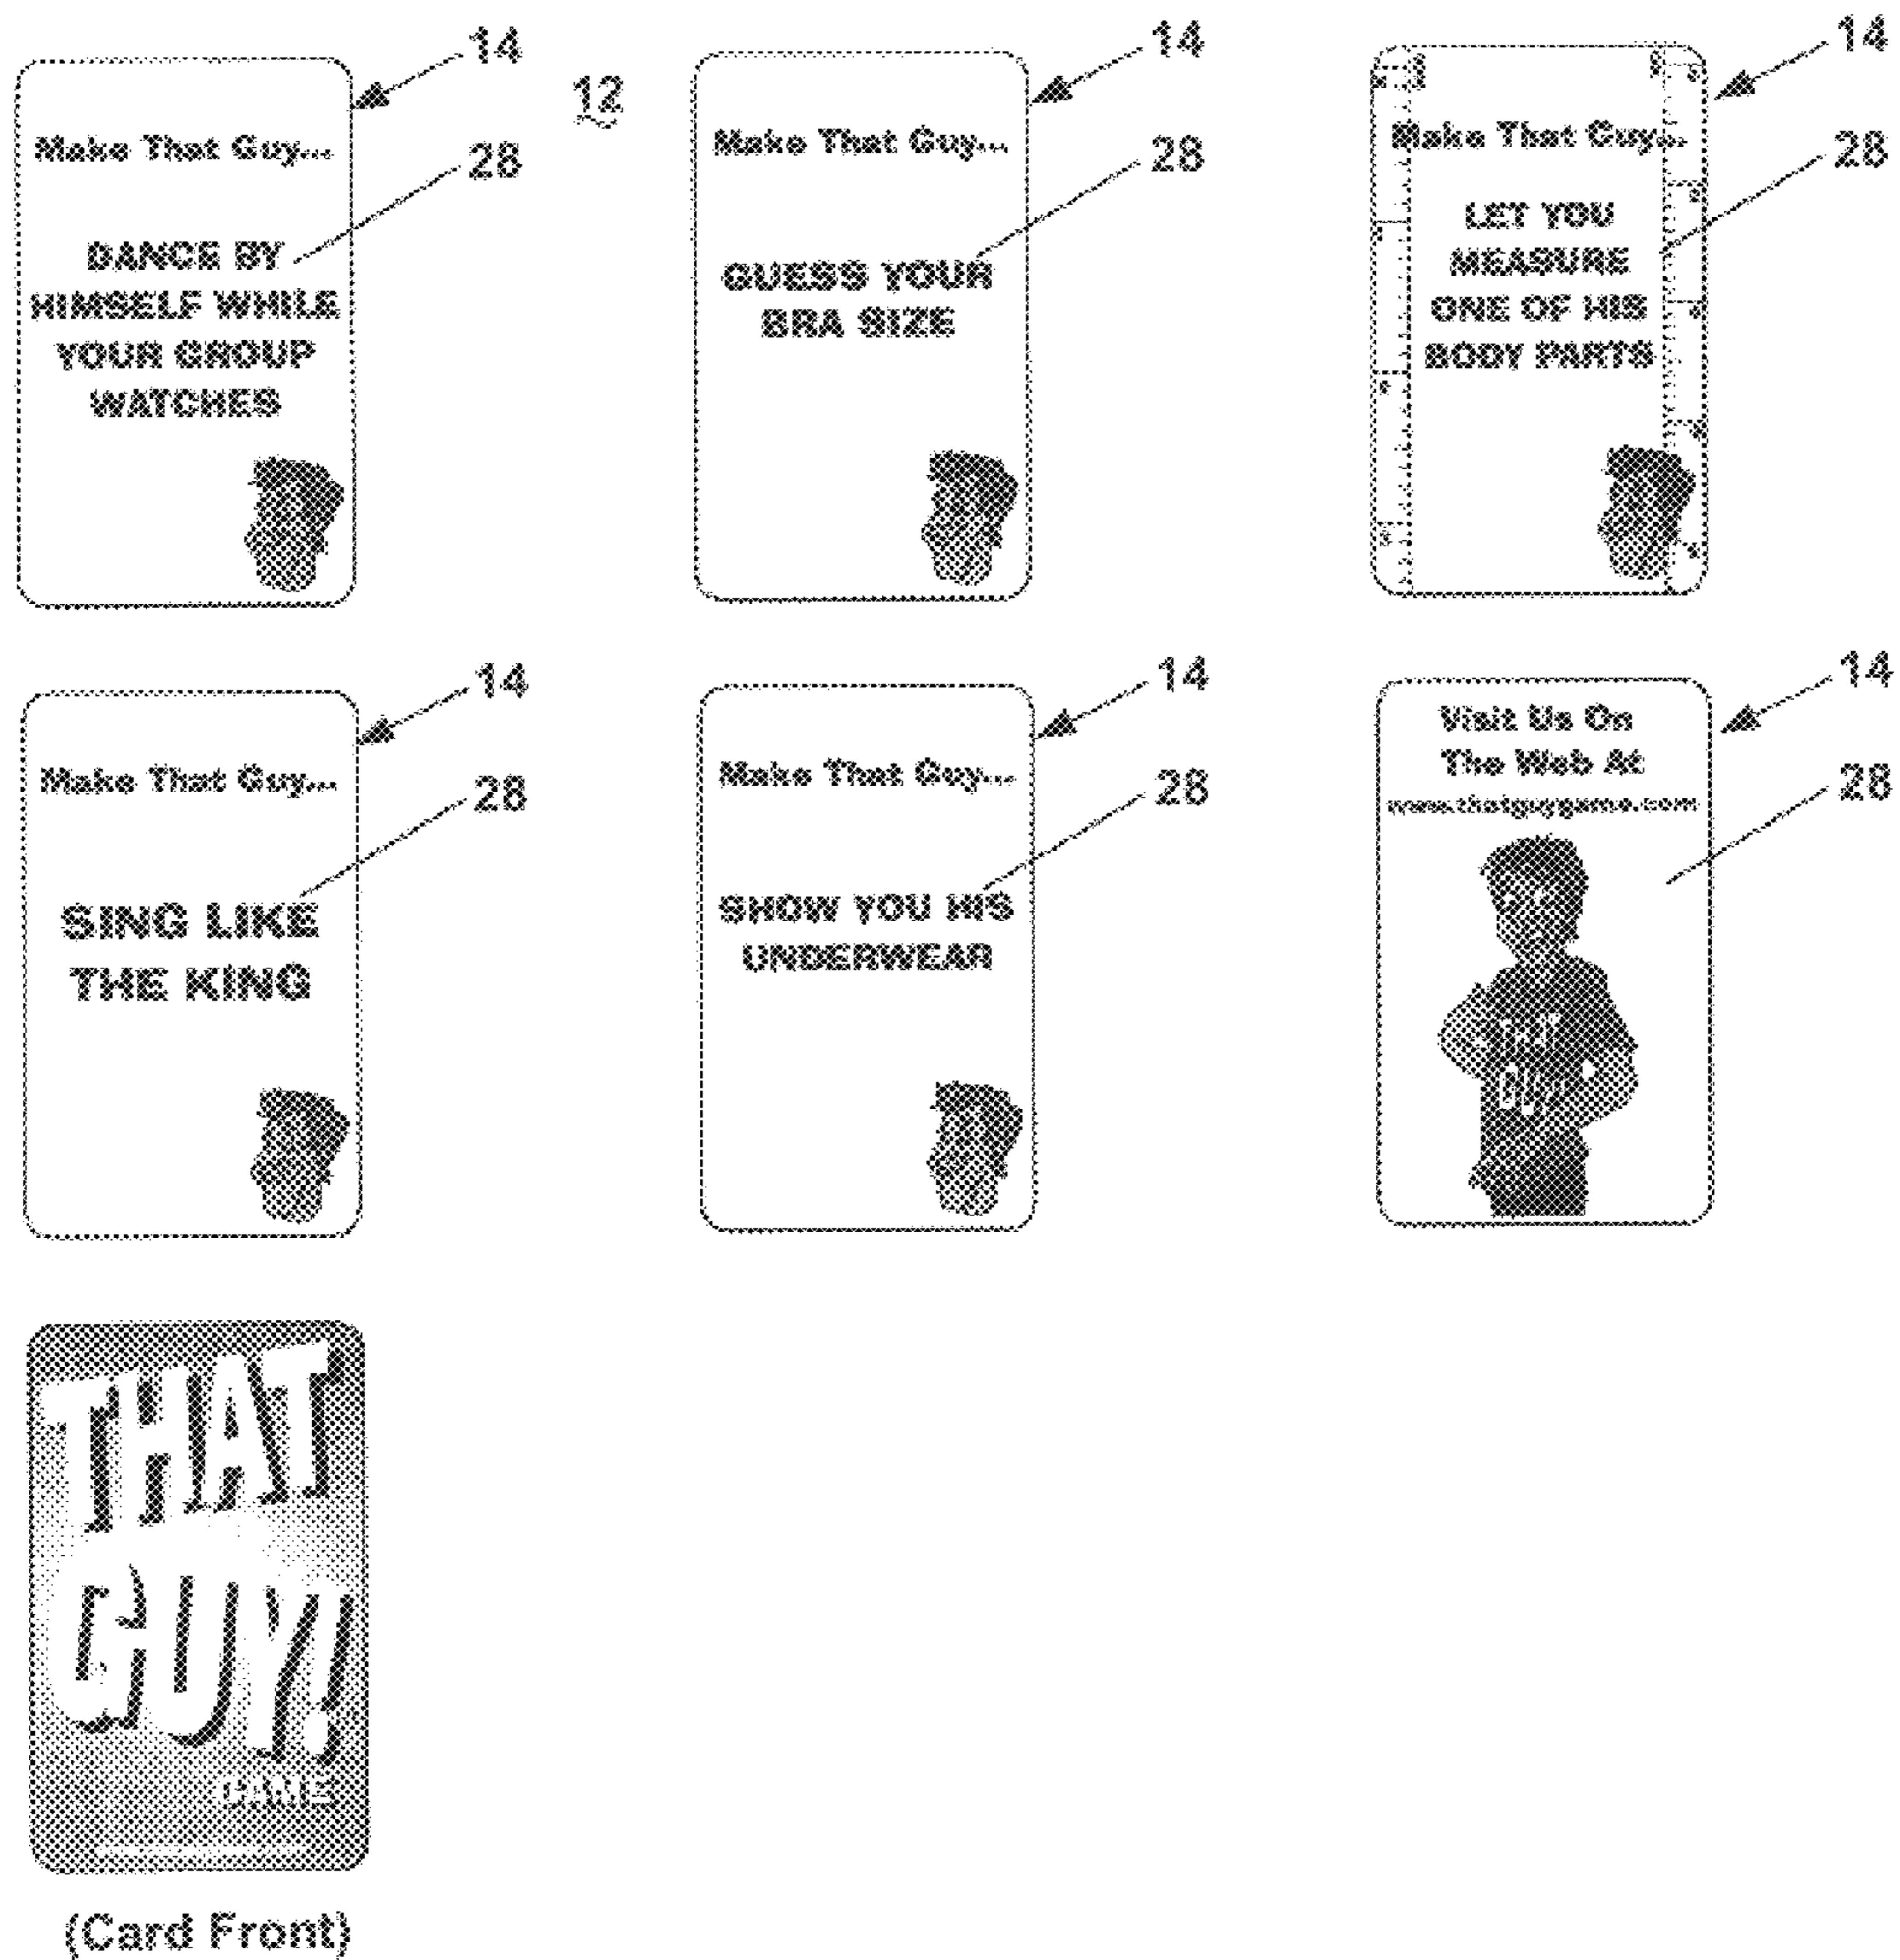 14
12
14
14
Make That Guy...
28
DANCE BY
HIMSELF WHILE
YOUR GROUP
WATCHES
Make That Guy...
28
GUESS YOUR
BRA SIZE
Make That Guy...
28
LET YOU
MEASURE
ONE OF HIS
BODY PARTS
14
Make That Guy...
28
SING LIKE
THE KING
14
Make That Guy...
28
SHOW YOU HIS
UNDERWEAR
14
Visit Us On
The Web At
www.thatguygame.com
28
THAT
GUY!
THAT
GUY!
GAME
(Card Front)